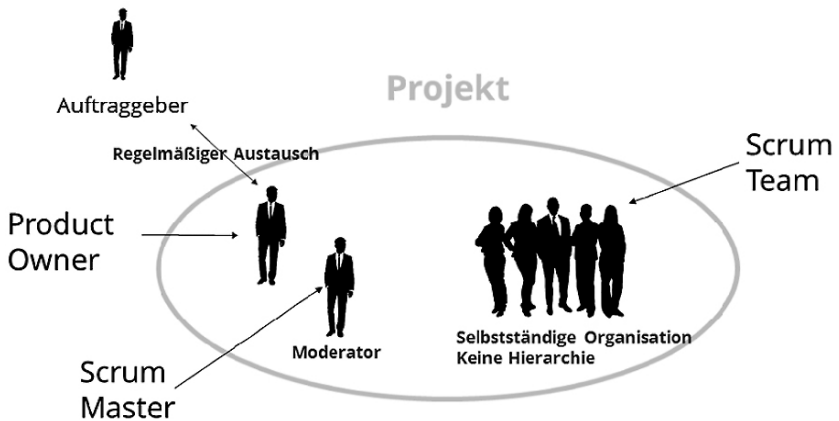 Projekt
Auftraggeber
Regelmäßiger Austausch
Scrum
Team
Product
Owner
Moderator
Selbstständige Organisation
Keine Hierarchie
Scrum
Master